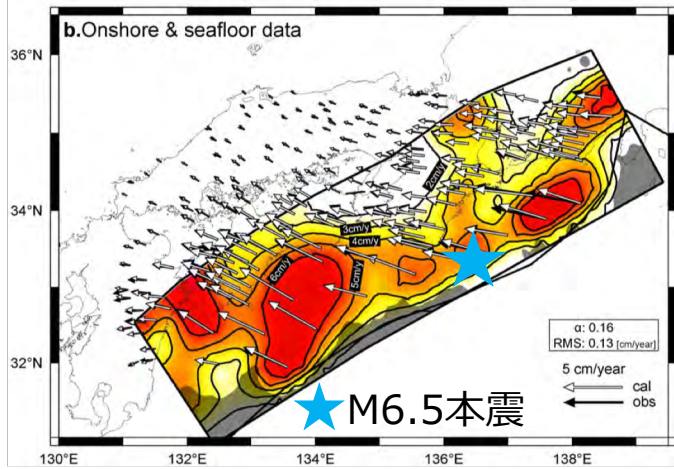 b.Onshore & seafloor data
36°N
34°N
32°N
2cm/y
3cm/y
4cm/y
6cm/y
5cm/y
α: 0.16
RMS: 0.13 [cm/year]
5 cm/year
cal
obs
M6.5本震
130°E 132°E 134°E 136°E 138°E